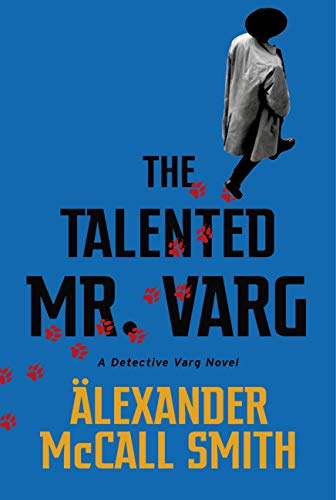 THE
TALENTED
MR. VARG
A Detective Varg Novel
ÄLEXANDER
McCALL SMITH